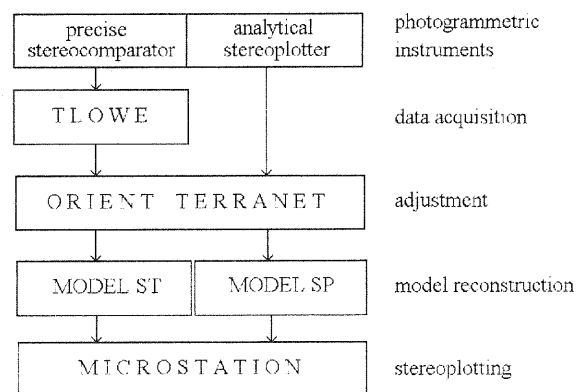 precise stereocomparator
analytical stereoplotter
photogrammetric instruments
TLOWE
data acquisition
ORIENT TERRANET
adjustment
MODEL ST
MODEL SP
model reconstruction
MICROSTATION
stereoplotting